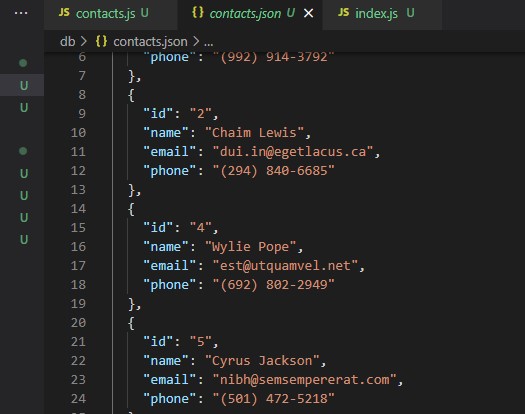 ... JS contacts.js U {} contacts.json U × JS index.js U
db > {} contacts.json > ...
6 "phone": "(992) 914-3792"
7 },
8 {
9 "id": "2",
10 "name": "Chaim Lewis",
11 "email": "dui.in@egetlacus.ca",
12 "phone": "(294) 840-6685"
13 },
14 {
15 "id": "4",
16 "name": "Wylie Pope",
17 "email": "est@utquamvel.net",
18 "phone": "(692) 802-2949"
19 },
20 {
21 "id": "5",
22 "name": "Cyrus Jackson",
23 "email": "nibh@semsempererat.com",
24 "phone": "(501) 472-5218"
U
U
U
U
U
U